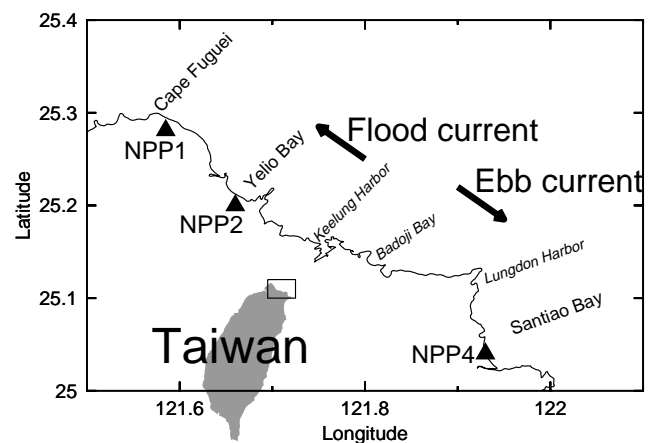 25.4
25.3
25.2
25.1
25
Latitude
Cape Fuguei
NPP1
Yelio Bay
NPP2
Flood current
Keelung Harbor
Ebb current
Badoji Bay
Lungdon Harbor
Santiao Bay
NPP4
Taiwan
121.6
121.8
122
Longitude